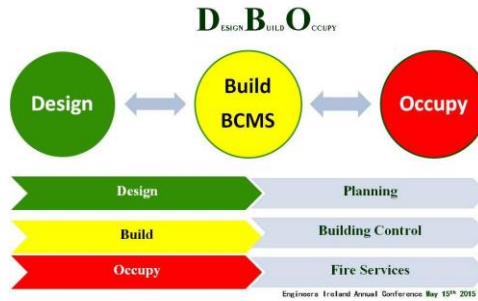 DESIGN BUILD OCCUPY
Design
Build
BCMS
Occupy
Design
Planning
Build
Building Control
Occupy
Fire Services
Engineers Ireland Annual Conference May 15th 2015